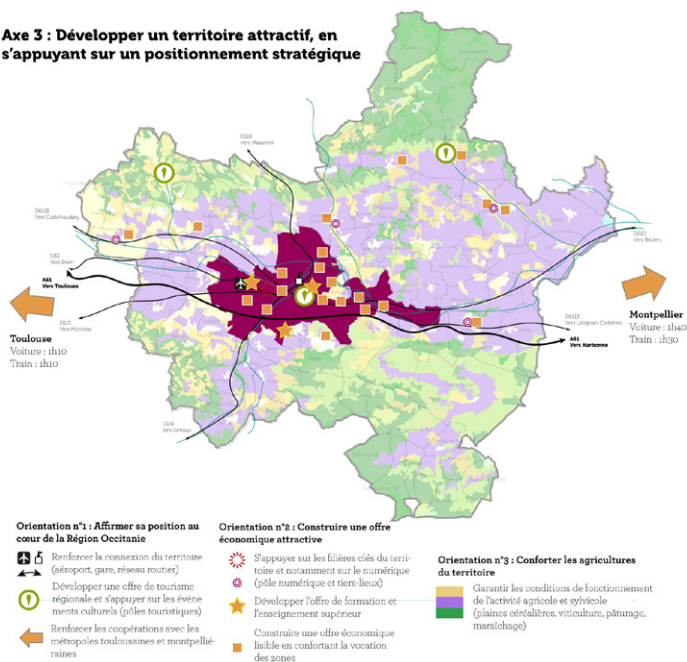 Axe 3 : Développer un territoire attractif, en
s'appuyant sur un positionnement stratégique
D118
Vers Mazamet
D6113
Vers Castelnaudary
D33
Vers Bram
A61
Vers Toulouse
Toulouse
Voiture : 1h10
Train : 1h10
Vers Montréal
D118
Vers Limoux
D610
Vers Béziers
Montpellier
Voiture : 1h40
Train : 1h30
D6113
Vers Lézignan-Corbières
A61
Vers Narbonne
Orientation n°1 : Affirmer sa position au
cœur de la Région Occitanie
Renforcer la connexion du territoire
(aéroport, gare, réseau routier)
Développer une offre de tourisme
régionale et s'appuyer sur les évène
ments culturels (pôles touristiques)
Renforcer les coopérations avec les
métropoles toulousaines et montpellié-
raines
Orientation n°2 : Construire une offre
économique attractive
S'appuyer sur les filières clés du terri-
toire et notamment sur le numérique
(pôle numérique et tiers-lieux)
Développer l'offre de formation et
l'enseignement supérieur
Construire une offre économique
lisible en confortant la vocation
des zones
Orientation n°3 : Conforter les agricultures
du territoire
Garantir les conditions de fonctionnement
de l'activité agricole et sylvicole
(plaines céréalières, viticulture, pâturage,
maraîchage)